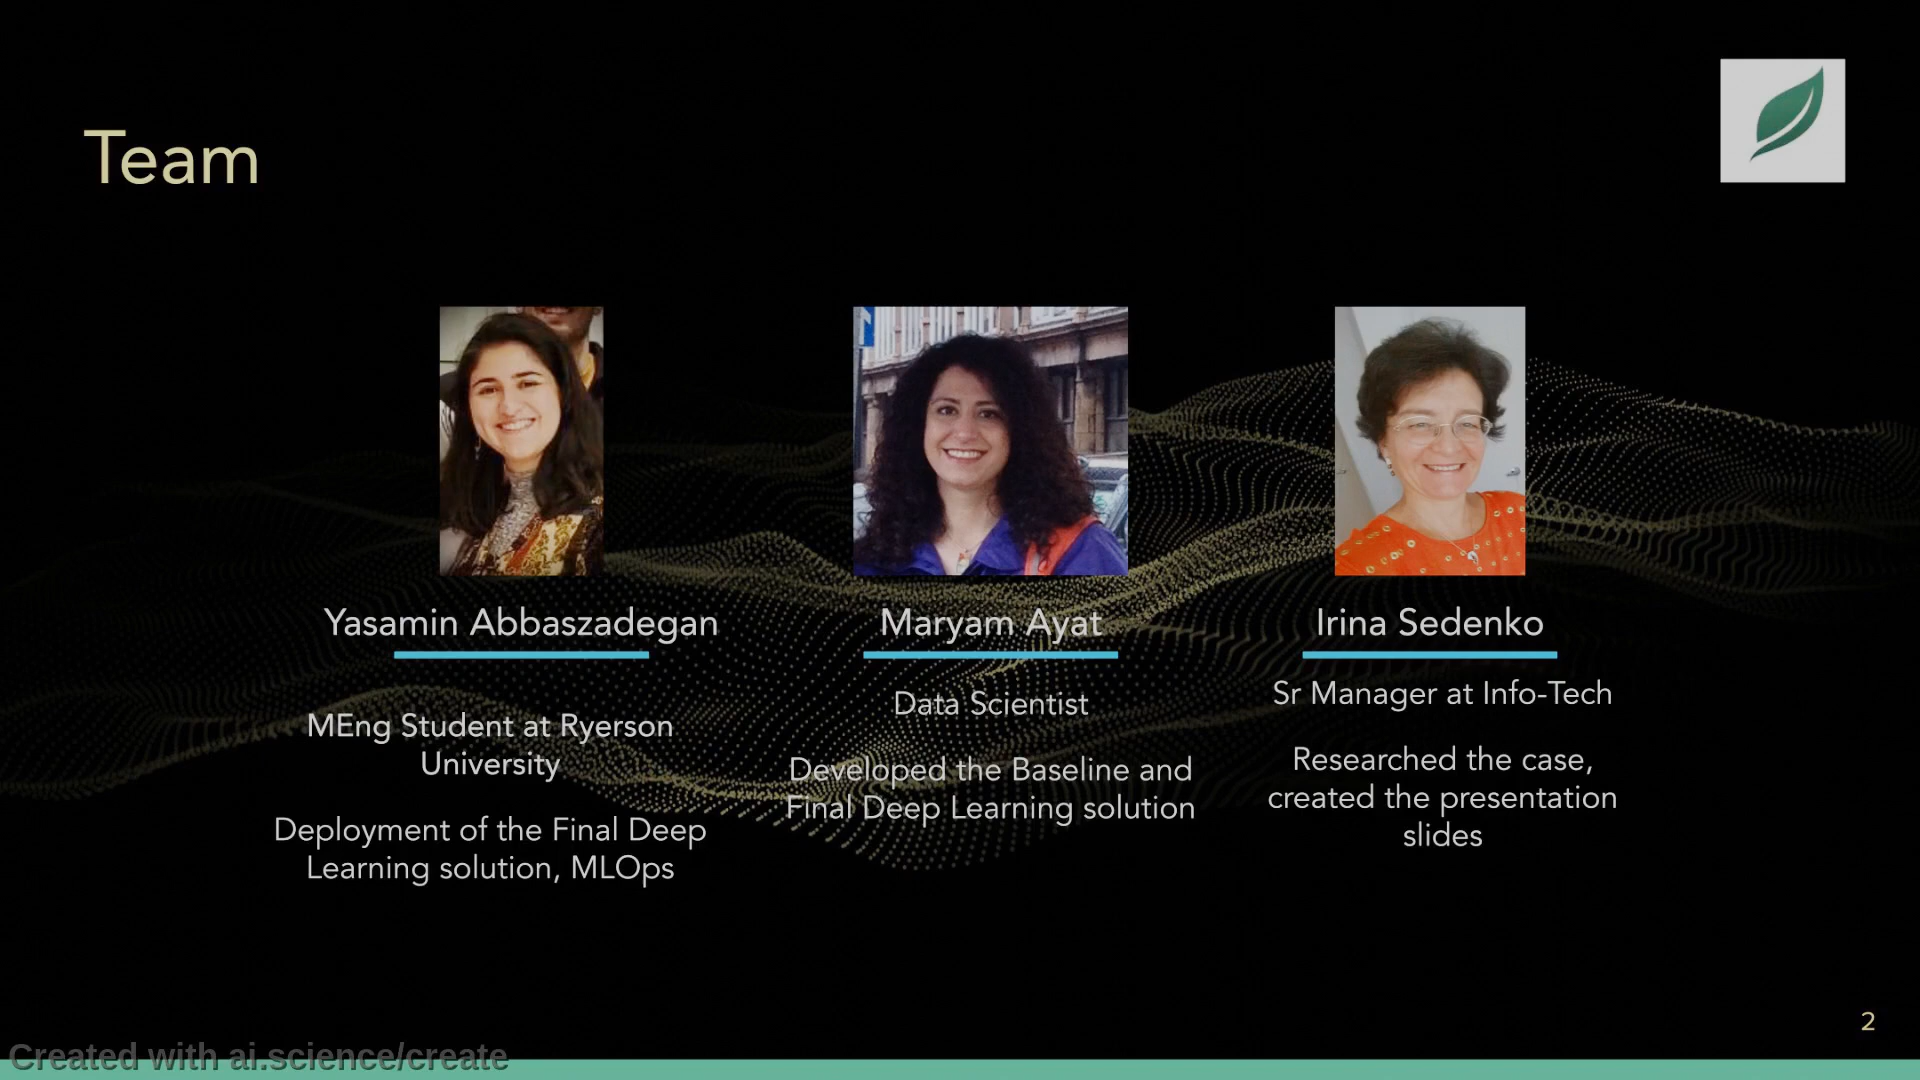 Team
Yasamin Abbaszadegan
MEng Student at Ryerson
University
Deployment of the Final Deep
Learning solution, MLOps
Maryam Ayat
Data Scientist
Developed the Baseline and
Final Deep Learning solution
Irina Sedenko
Sr Manager at Info-Tech
Researched the case,
created the presentation
slides
2
Created with ai.science/create